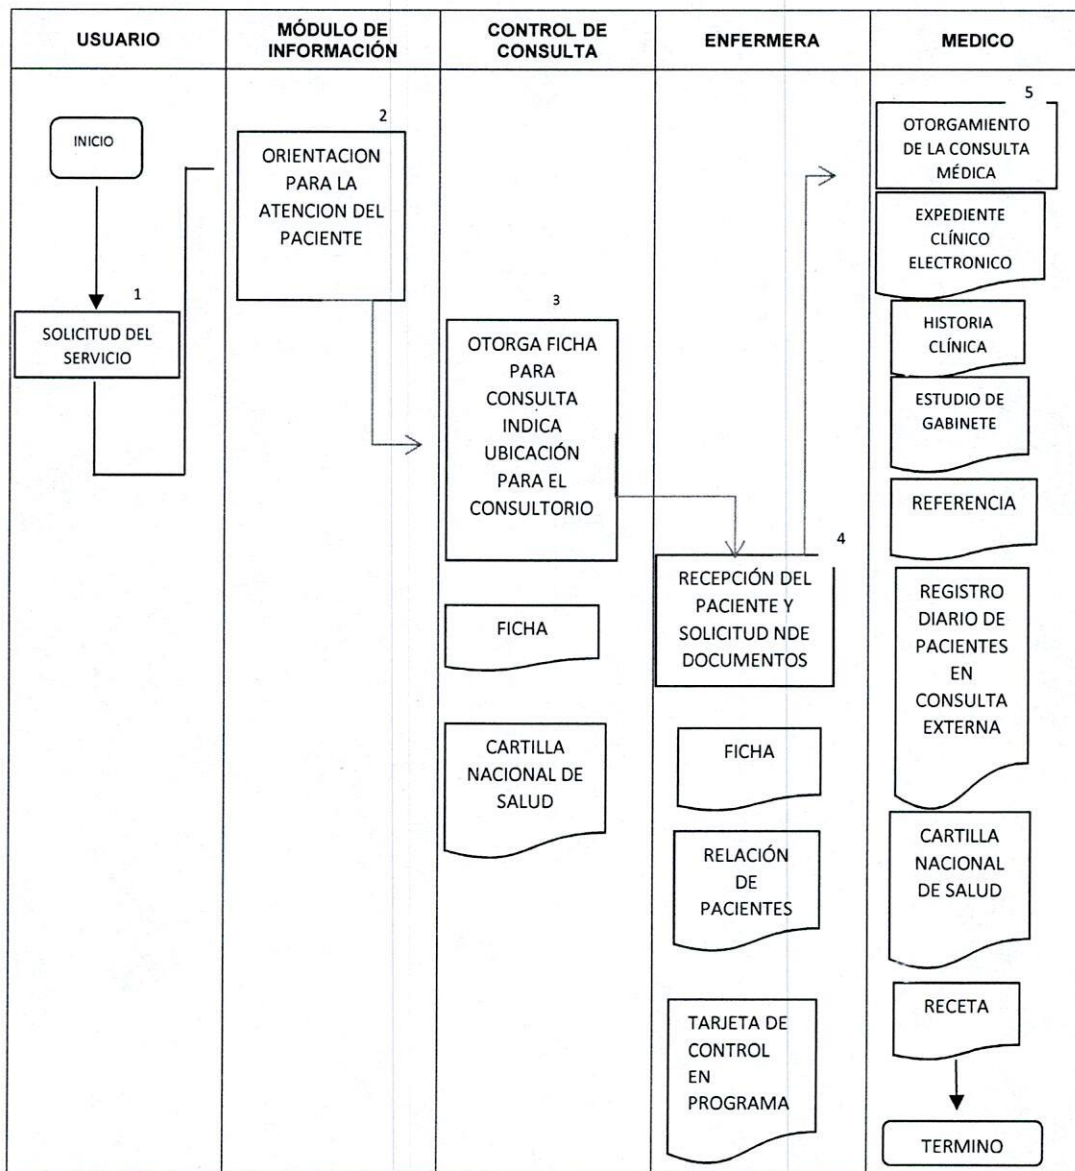 USUARIO
MÓDULO DE
INFORMACIÓN
CONTROL DE
CONSULTA
ENFERMERA
MEDICO
INICIO
1
SOLICITUD DEL
SERVICIO
2
ORIENTACION
PARA LA
ATENCION DEL
PACIENTE
3
OTORGA FICHA
PARA
CONSULTA
INDICA
UBICACIÓN
PARA EL
CONSULTORIO
FICHA
CARTILLA
NACIONAL DE
SALUD
4
RECEPCIÓN DEL
PACIENTE Y
SOLICITUD NDE
DOCUMENTOS
FICHA
RELACIÓN
DE
PACIENTES
TARJETA DE
CONTROL
EN
PROGRAMA
5
OTORGAMIENTO
DE LA CONSULTA
MÉDICA
EXPEDIENTE
CLÍNICO
ELECTRONICO
HISTORIA
CLÍNICA
ESTUDIO DE
GABINETE
REFERENCIA
REGISTRO
DIARIO DE
PACIENTES
EN
CONSULTA
EXTERNA
CARTILLA
NACIONAL
DE SALUD
RECETA
TERMINO